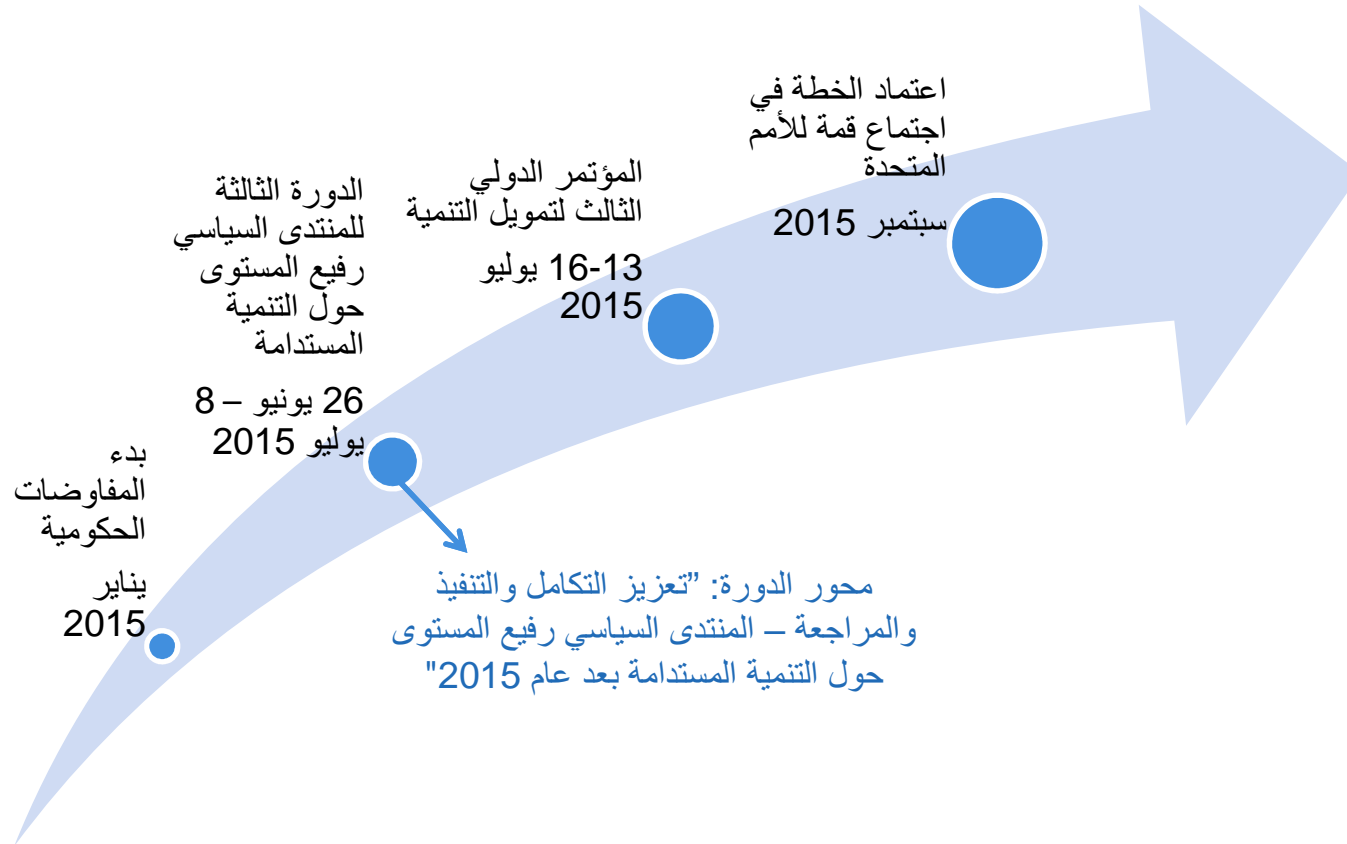 بدء
المفاوضات
الحكومية
يناير
2015
الدورة الثالثة
للمنتدى السياسي
رفيع المستوى
حول التنمية
المستدامة
26 يونيو – 8
يوليو 2015
المؤتمر الدولي
الثالث لتمويل التنمية
16-13 يوليو
2015
اعتماد الخطة في
اجتماع قمة للأمم
المتحدة
سبتمبر 2015
محور الدورة: ”تعزيز التكامل والتنفيذ
والمراجعة – المنتدى السياسي رفيع المستوى
حول التنمية المستدامة بعد عام 2015"